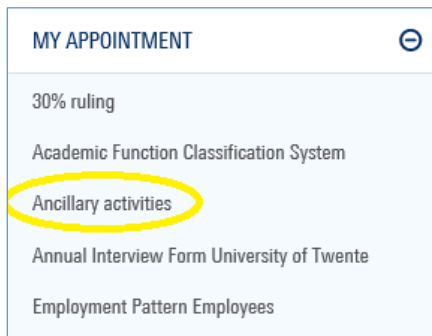 MY APPOINTMENT
30% ruling
Academic Function Classification System
Ancillary activities
Annual Interview Form University of Twente
Employment Pattern Employees